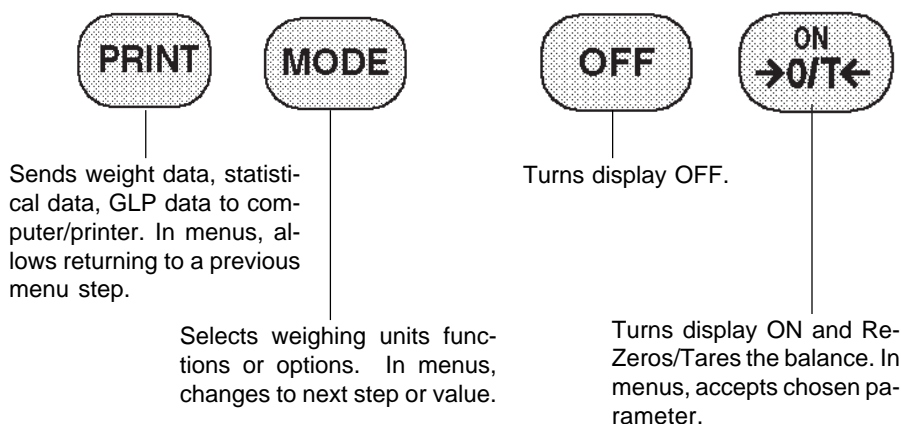 PRINT
MODE
OFF
ON
→0/T←
Sends weight data, statisti-
cal data, GLP data to com-
puter/printer. In menus, al-
lows returning to a previous
menu step.
Turns display OFF.
Selects weighing units func-
tions or options. In menus,
changes to next step or value.
Turns display ON and Re-
Zeros/Tares the balance. In
menus, accepts chosen pa-
rameter.